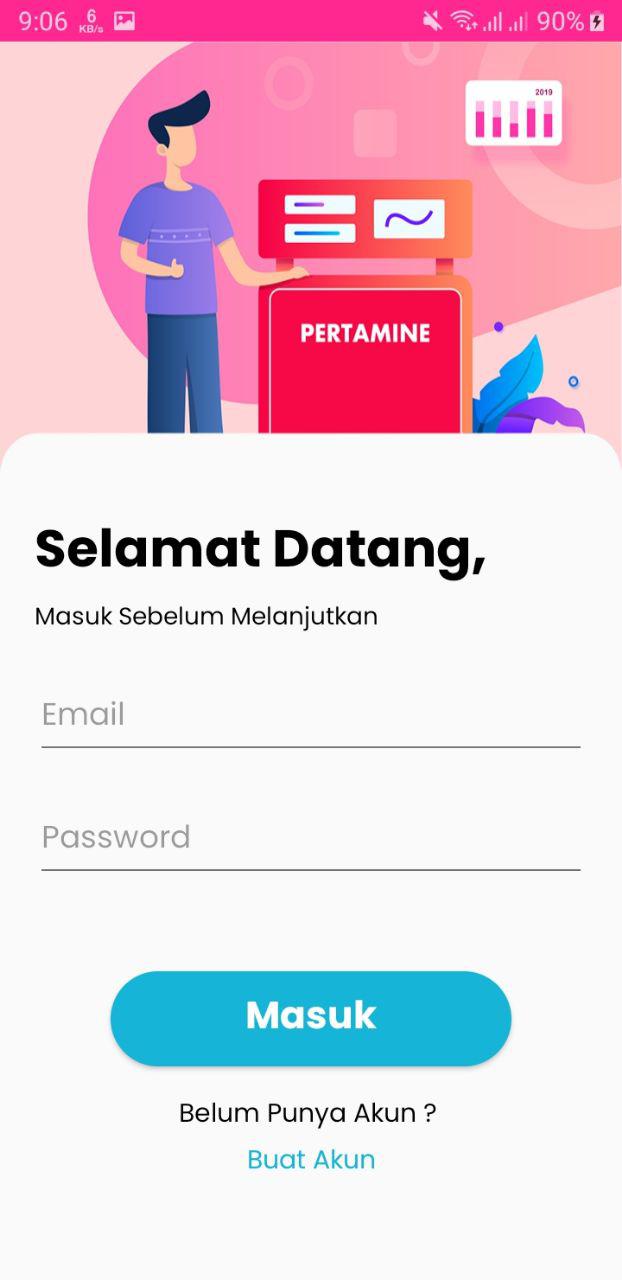 9:06 6 KB/s 90%
2019
PERTAMINE
Selamat Datang,
Masuk Sebelum Melanjutkan
Email
Password
Masuk
Belum Punya Akun ?
Buat Akun